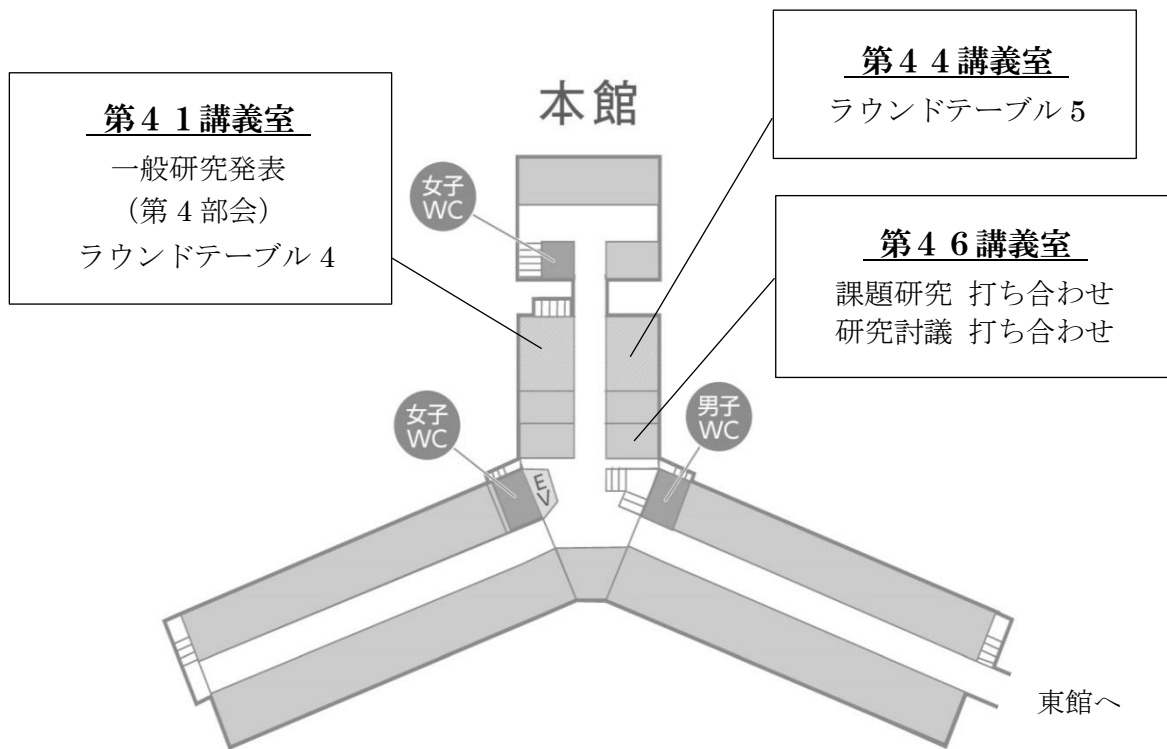 本館
第４１講義室
一般研究発表
（第 4 部会）
ラウンドテーブル 4
第４４講義室
ラウンドテーブル 5
第４６講義室
課題研究 打ち合わせ
研究討議 打ち合わせ
女子
WC
女子
WC
男子
WC
EV
東館へ